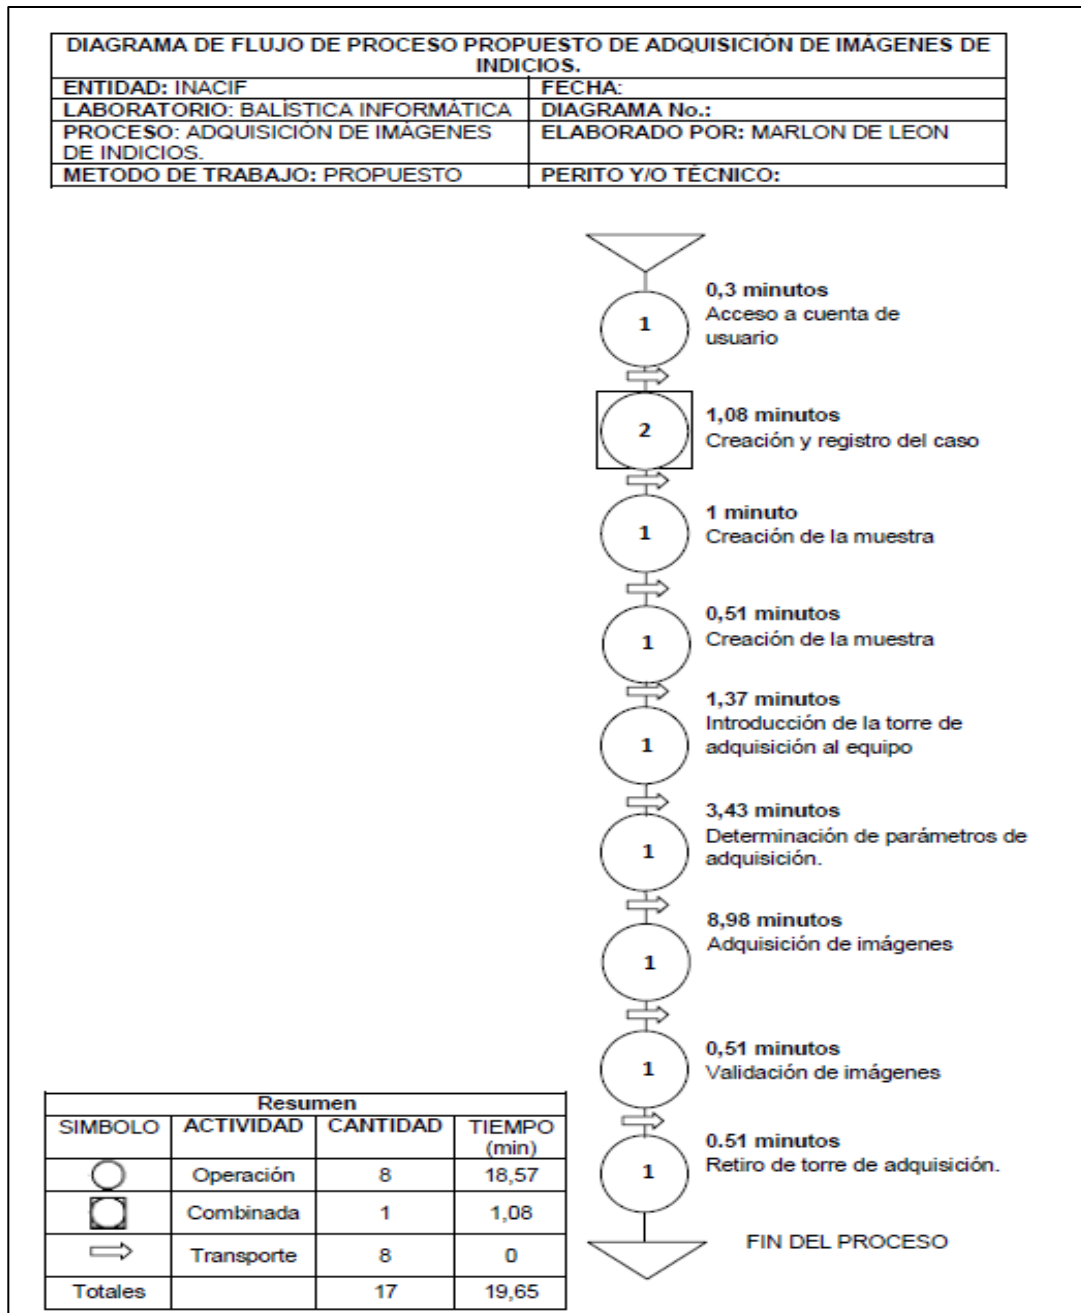 DIAGRAMA DE FLUJO DE PROCESO PROPUESTO DE ADQUISICIÓN DE IMÁGENES DE
INDICIOS.
ENTIDAD: INACIF
FECHA:
LABORATORIO: BALÍSTICA INFORMÁTICA
DIAGRAMA No.:
PROCESO: ADQUISICIÓN DE IMÁGENES
DE INDICIOS.
ELABORADO POR: MARLON DE LEON
METODO DE TRABAJO: PROPUESTO
PERITO Y/O TÉCNICO:
1
0,3 minutos
Acceso a cuenta de
usuario
2
1,08 minutos
Creación y registro del caso
1
1 minuto
Creación de la muestra
1
0,51 minutos
Creación de la muestra
1
1,37 minutos
Introducción de la torre de
adquisición al equipo
1
3,43 minutos
Determinación de parámetros de
adquisición.
1
8,98 minutos
Adquisición de imágenes
1
0,51 minutos
Validación de imágenes
1
0.51 minutos
Retiro de torre de adquisición.
FIN DEL PROCESO
Resumen
SIMBOLO ACTIVIDAD CANTIDAD TIEMPO
(min)
Operación 8 18,57
Combinada 1 1,08
Transporte 8 0
Totales 17 19,65